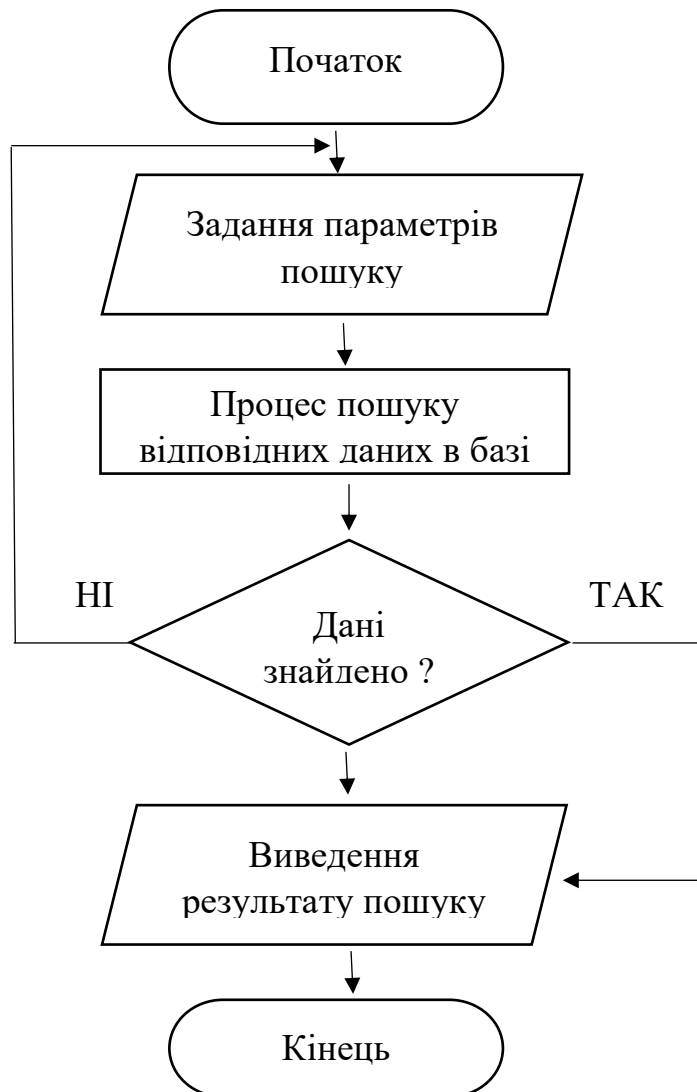 Початок
Задання параметрів
пошуку
Процес пошуку
відповідних даних в базі
НІ
ТАК
Дані
знайдено ?
Виведення
результату пошуку
Кінець